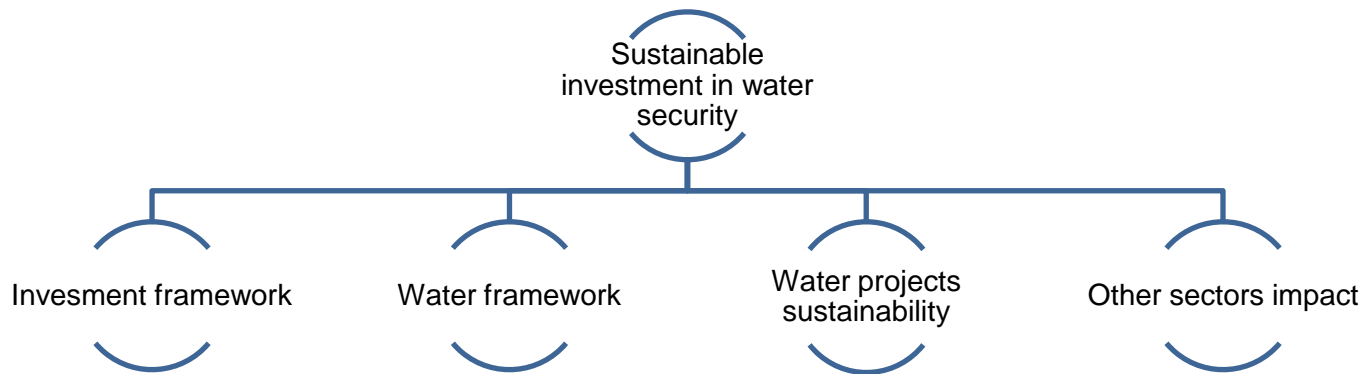 Sustainable
investment in water
security
Invesment framework
Water framework
Water projects
sustainability
Other sectors impact